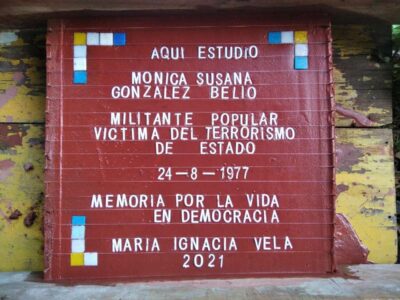 AQUI ESTUDIO
MONICA SUSANA
GONZALEZ BELIO
MILITANTE POPULAR
VICTIMA DEL TERRORISMO
DE ESTADO
24-8-1977
MEMORIA POR LA VIDA
EN DEMOCRACIA
MARIA IGNACIA VELA
2021